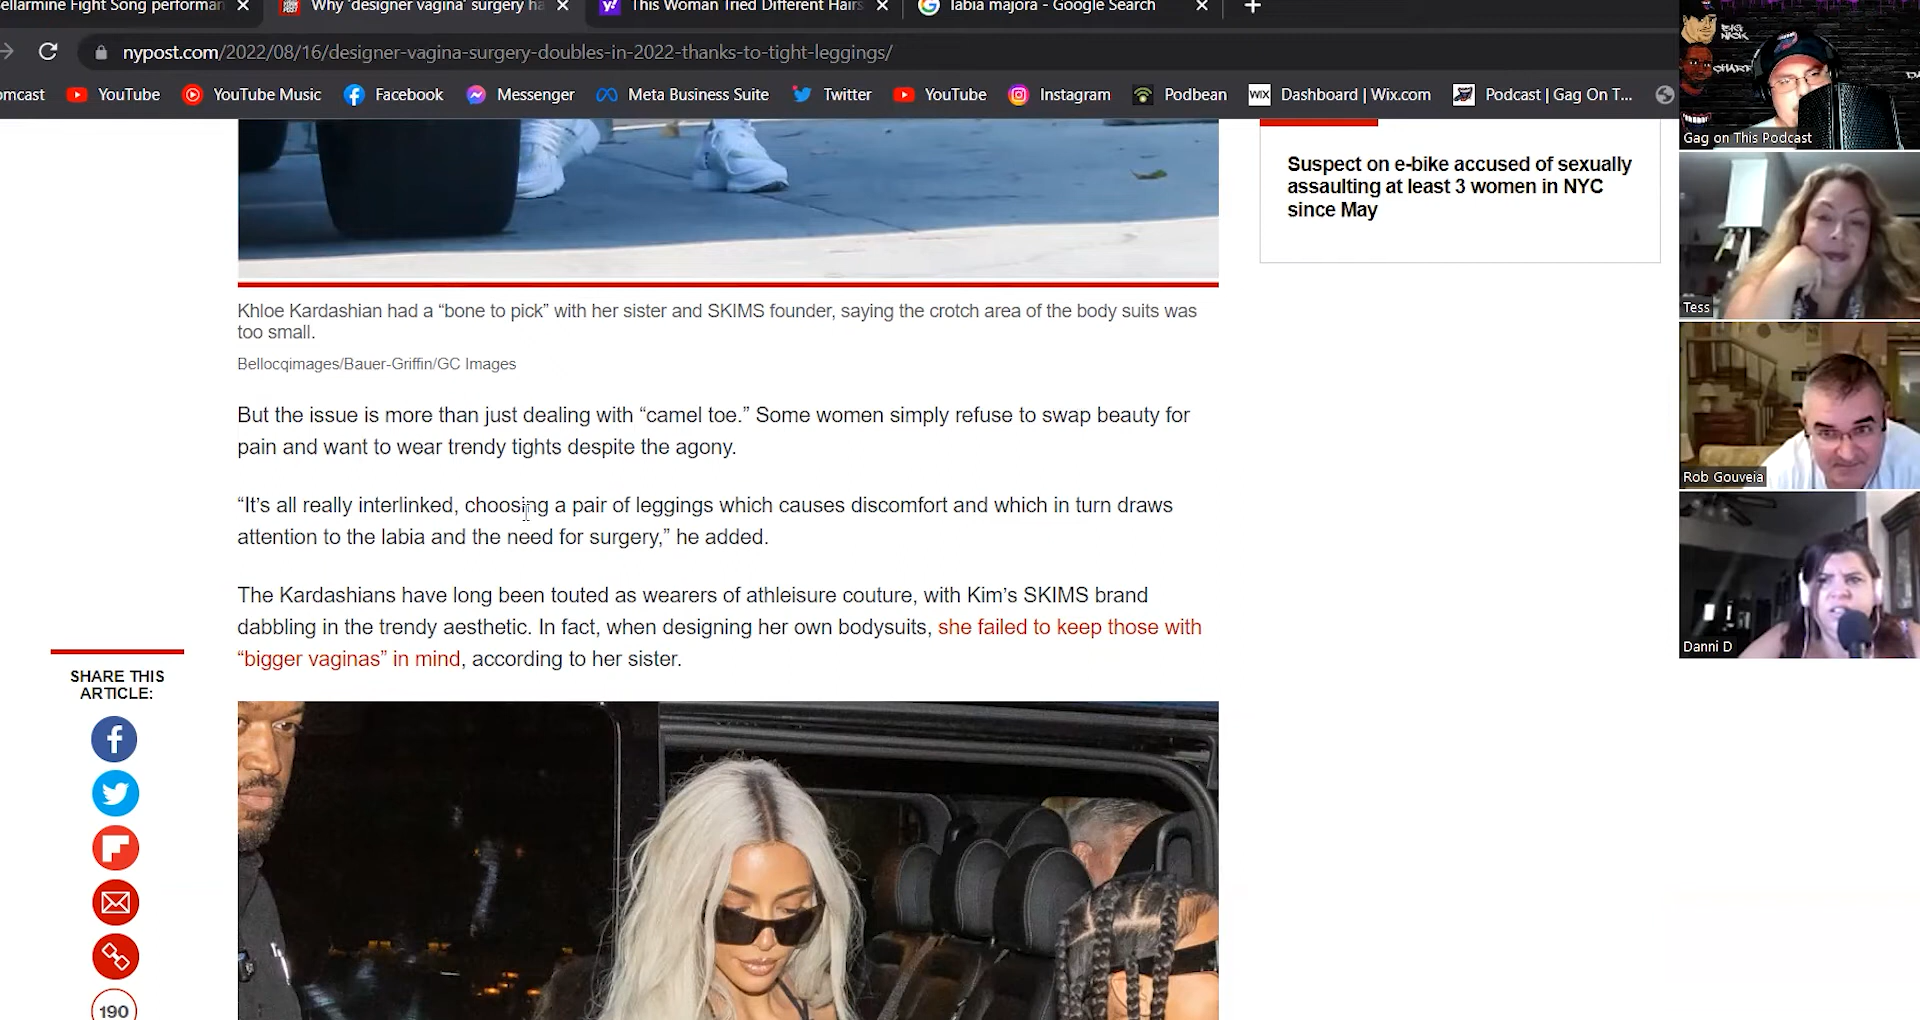 ellarmine Fight Song performan
Why 'designer vagina' surgery ha
This Woman Tried Different Hairs
labia majora - Google Search
nypost.com/2022/08/16/designer-vagina-surgery-doubles-in-2022-thanks-to-tight-leggings/
omcast
YouTube
YouTube Music
Facebook
Messenger
Meta Business Suite
Twitter
YouTube
Instagram
Podbean
WIX
Dashboard | Wix.com
Podcast | Gag On T...
Gag on This Podcast
Suspect on e-bike accused of sexually
assaulting at least 3 women in NYC
since May
Tess
Khloe Kardashian had a “bone to pick” with her sister and SKIMS founder, saying the crotch area of the body suits was
too small.
Bellocqimages/Bauer-Griffin/GC Images
But the issue is more than just dealing with “camel toe.” Some women simply refuse to swap beauty for
pain and want to wear trendy tights despite the agony.
Rob Gouveia
“It’s all really interlinked, choosing a pair of leggings which causes discomfort and which in turn draws
attention to the labia and the need for surgery,” he added.
The Kardashians have long been touted as wearers of athleisure couture, with Kim’s SKIMS brand
dabbling in the trendy aesthetic. In fact, when designing her own bodysuits, she failed to keep those with
“bigger vaginas” in mind, according to her sister.
Danni D
SHARE THIS
ARTICLE:
190